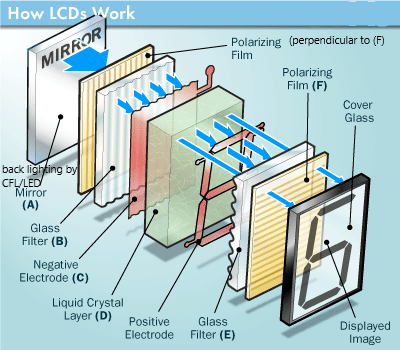 How LCDs Work
MIRROR
Polarizing
Film
(perpendicular to (F)
Polarizing
Film (F)
Cover
Glass
back lighting by
CFL/LED
Mirror
(A)
Glass
Filter (B)
Negative
Electrode (C)
Liquid Crystal
Layer (D)
Positive
Electrode
Glass
Filter (E)
Displayed
Image